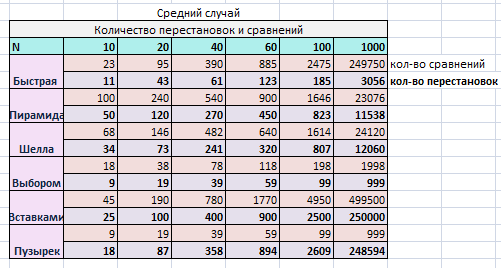 Средний случай
Количество перестановок и сравнений
N 10 20 40 60 100 1000
23 95 390 885 2475 249750 кол-во сравнений
Быстрая 11 43 61 123 185 3056 кол-во перестановок
100 240 540 900 1646 23076
Пирамида 50 120 270 450 823 11538
68 146 482 640 1614 24120
Шелла 34 73 241 320 807 12060
18 38 78 118 198 1998
Выбором 9 19 39 59 99 999
45 190 780 1770 4950 499500
Вставками 25 100 400 900 2500 250000
9 19 39 59 99 999
Пузырек 18 87 358 894 2609 248594